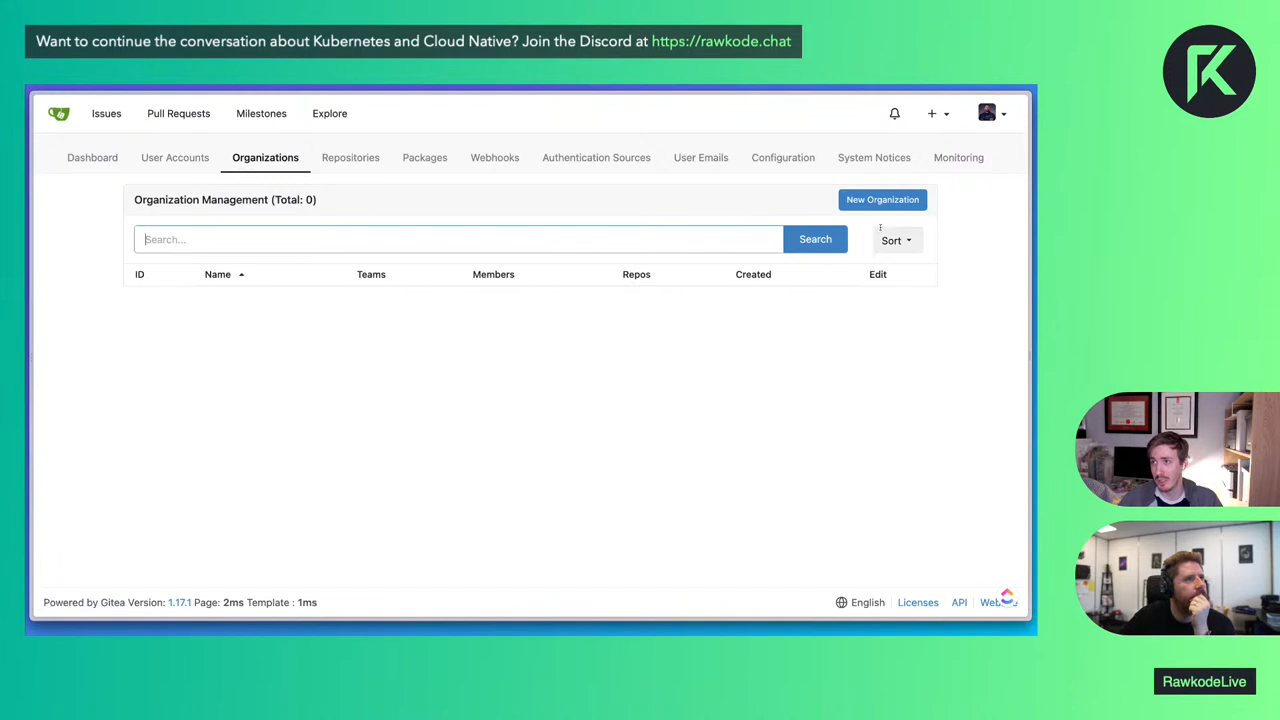 Want to continue the conversation about Kubernetes and Cloud Native? Join the Discord at https://rawkode.chat
Issues Pull Requests Milestones Explore
Dashboard User Accounts Organizations Repositories Packages Webhooks Authentication Sources User Emails Configuration System Notices Monitoring
Organization Management (Total: 0) New Organization
Search... Search Sort
ID Name Teams Members Repos Created Edit
Powered by Gitea Version: 1.17.1 Page: 2ms Template : 1ms English Licenses API
RawkodeLive